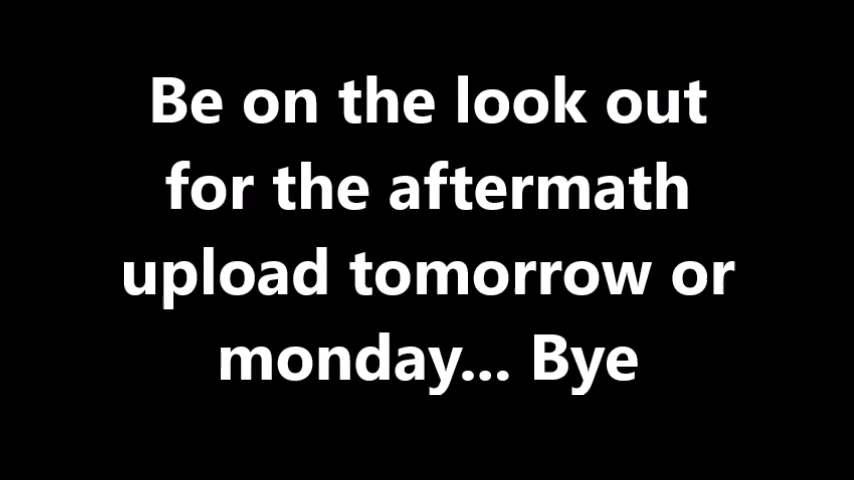 Be on the look out
for the aftermath
upload tomorrow or
monday... Bye